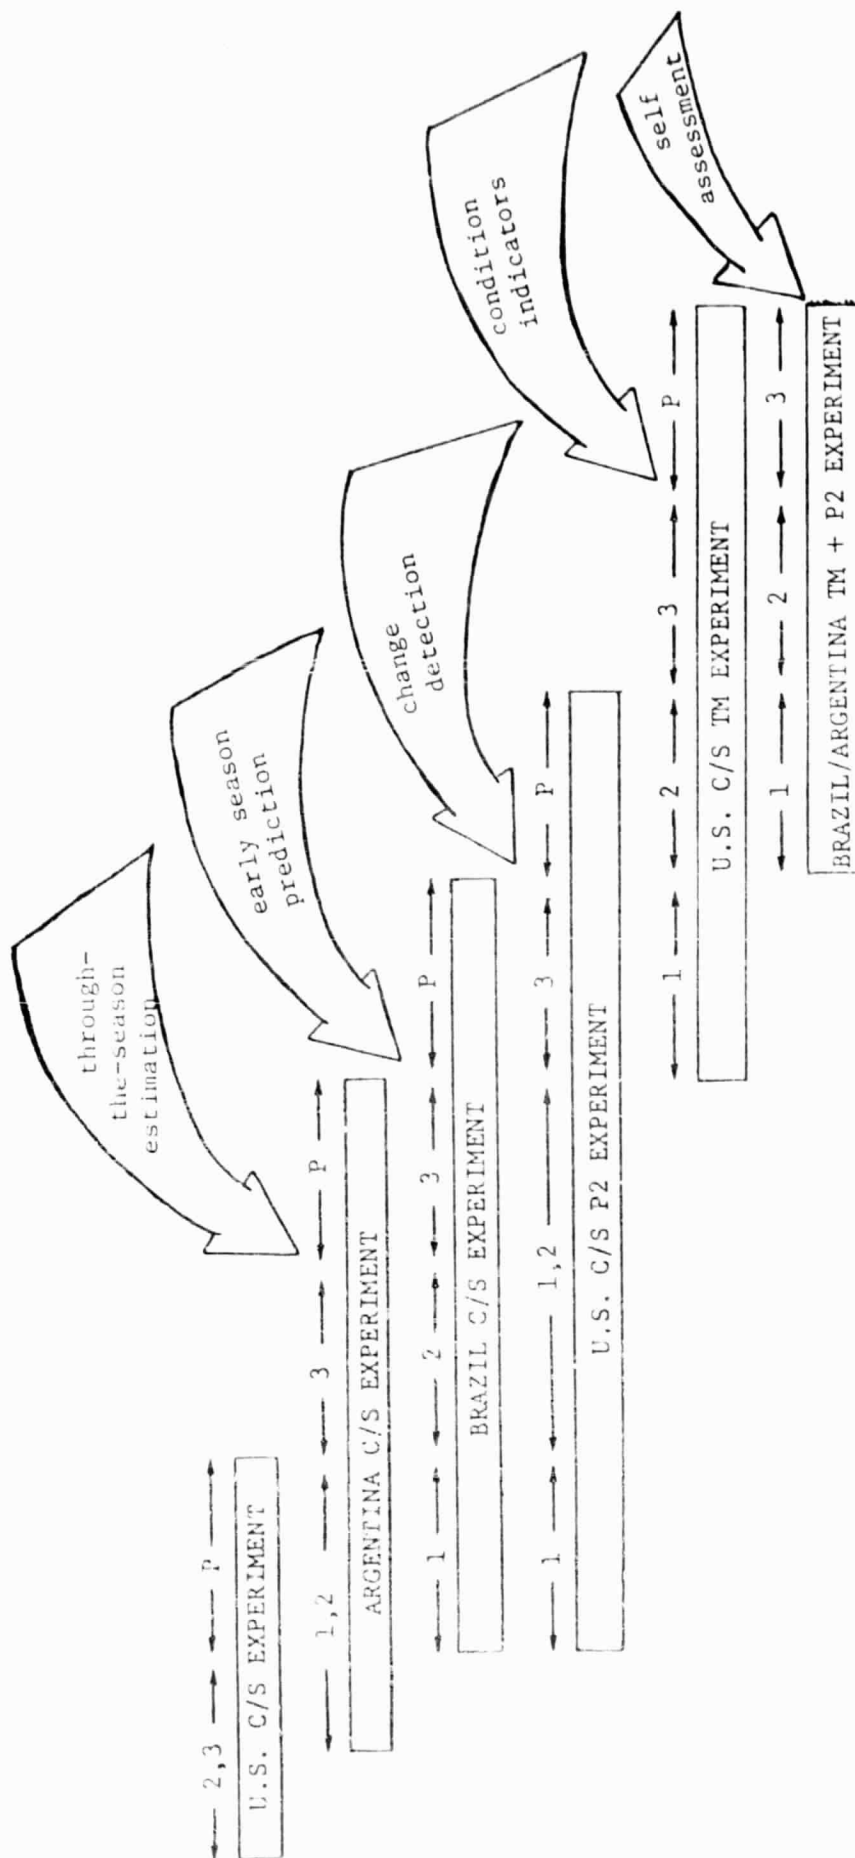 through-
the-season
estimation
early season
prediction
change
detection
condition
indicators
self
assessment
2,3 P
U.S. C/S EXPERIMENT
1,2 3 P
ARGENTINA C/S EXPERIMENT
1 2 3 P
BRAZIL C/S EXPERIMENT
1 1,2 3 P
U.S. C/S P2 EXPERIMENT
1 2 3 P
U.S. C/S TM EXPERIMENT
1 2 3
BRAZIL/ARGENTINA TM + P2 EXPERIMENT